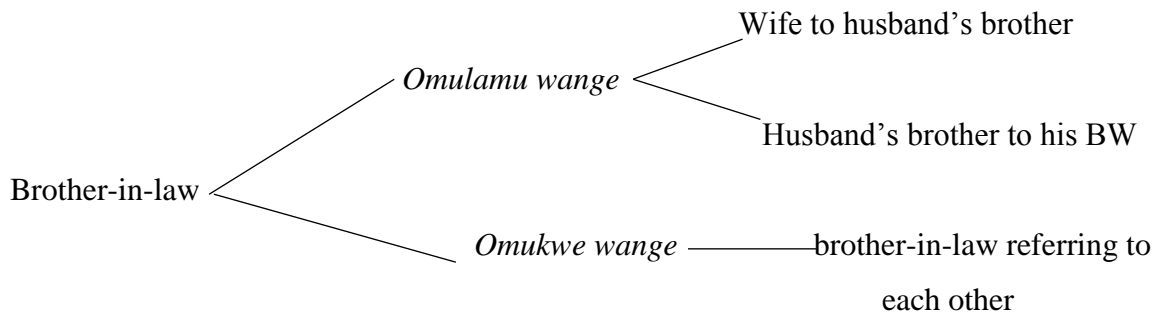 Wife to husband’s brother
Omulamu wange
Husband’s brother to his BW
Brother-in-law
Omukwe wange
brother-in-law referring to
each other